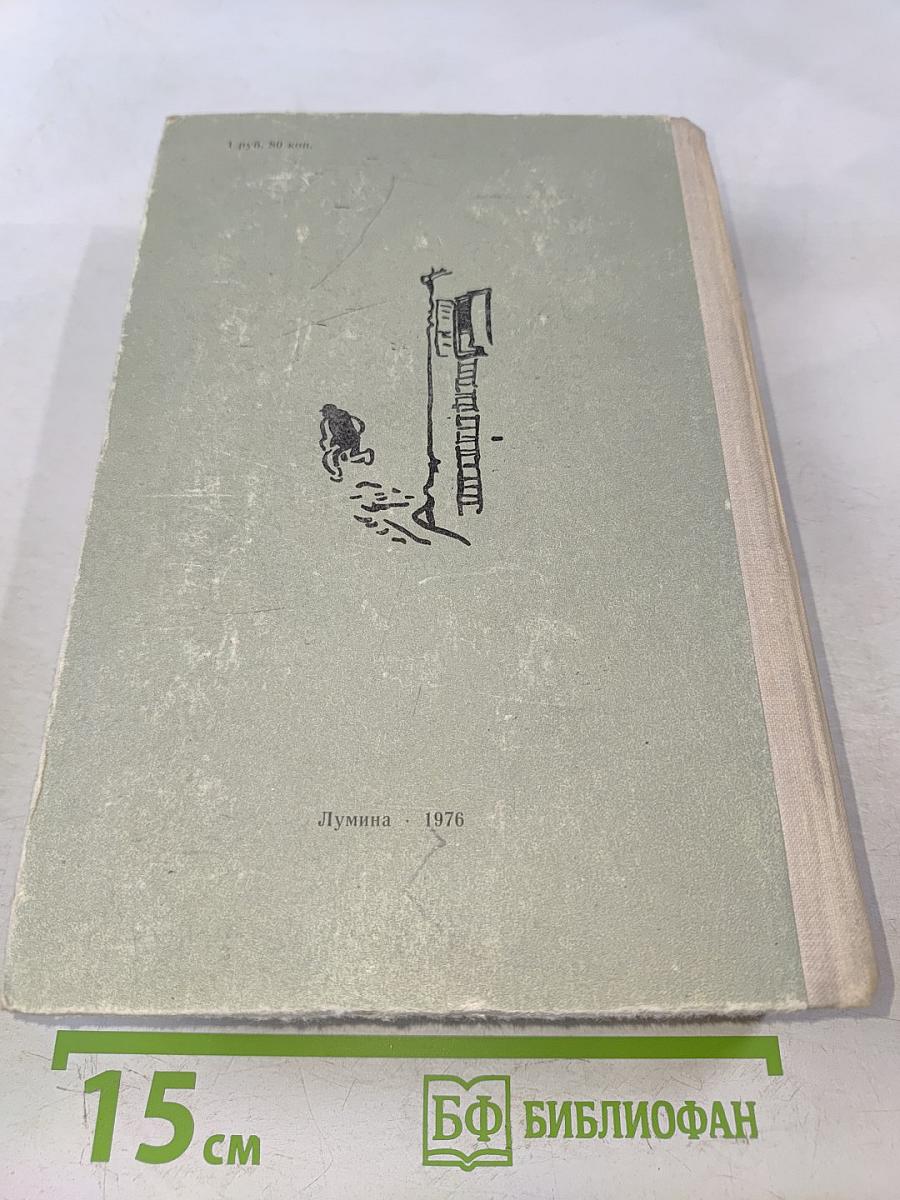 1 руб. 80 коп.
Лумина · 1976
15 см
БФ БИБЛИОФАН